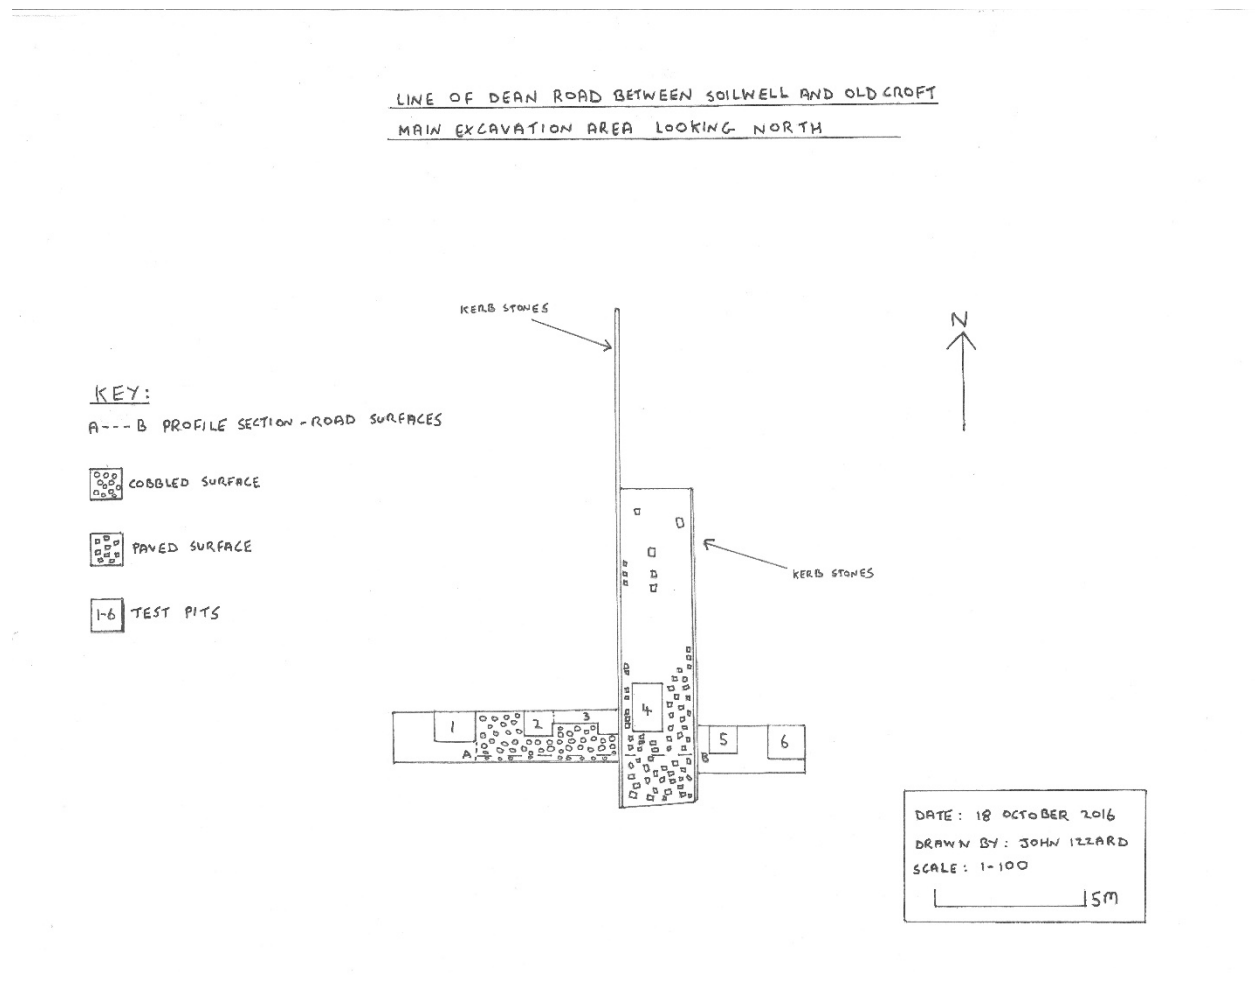 LINE OF DEAN ROAD BETWEEN SOILWELL AND OLD CROFT
MAIN EXCAVATION AREA LOOKING NORTH
KERB STONES
N
KEY:
A---B PROFILE SECTION-ROAD SURFACES
COBBLED SURFACE
PAVED SURFACE
1-6 TEST PITS
KERB STONES
4
1
2
3
5
6
A
B
DATE: 18 OCTOBER 2016
DRAWN BY: JOHN IZZARD
SCALE: 1-100
5M